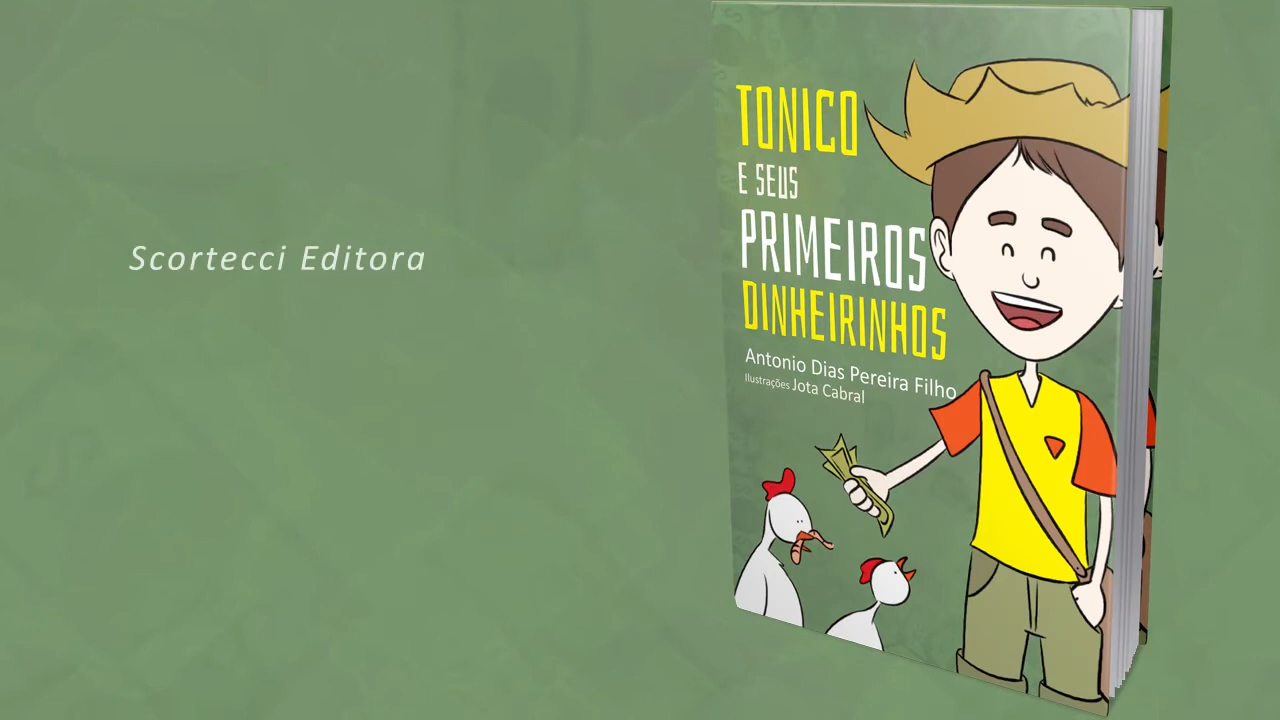 Scortecci Editora
TONICO
E SEUS
PRIMEIROS
DINHEIRINHOS
Antonio Dias Pereira Filho
Ilustrações Jota Cabral